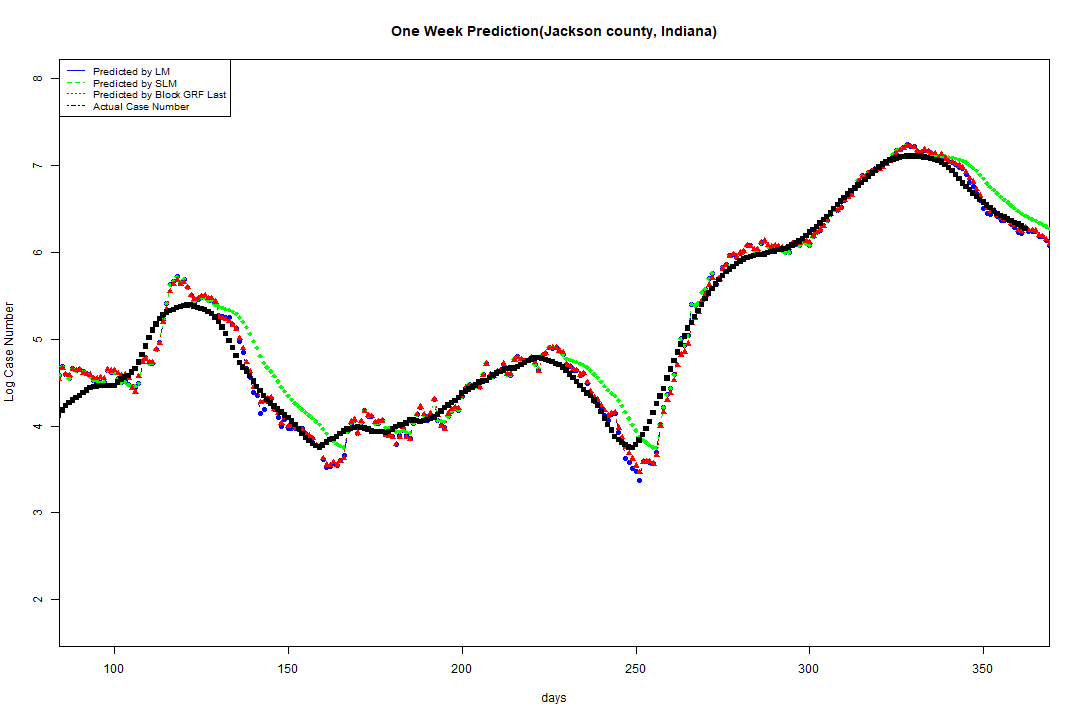 One Week Prediction(Jackson county, Indiana)
Predicted by LM
Predicted by SLM
Predicted by Block GRF Last
Actual Case Number
8
7
6
5
4
3
2
Log Case Number
100 150 200 250 300 350
days